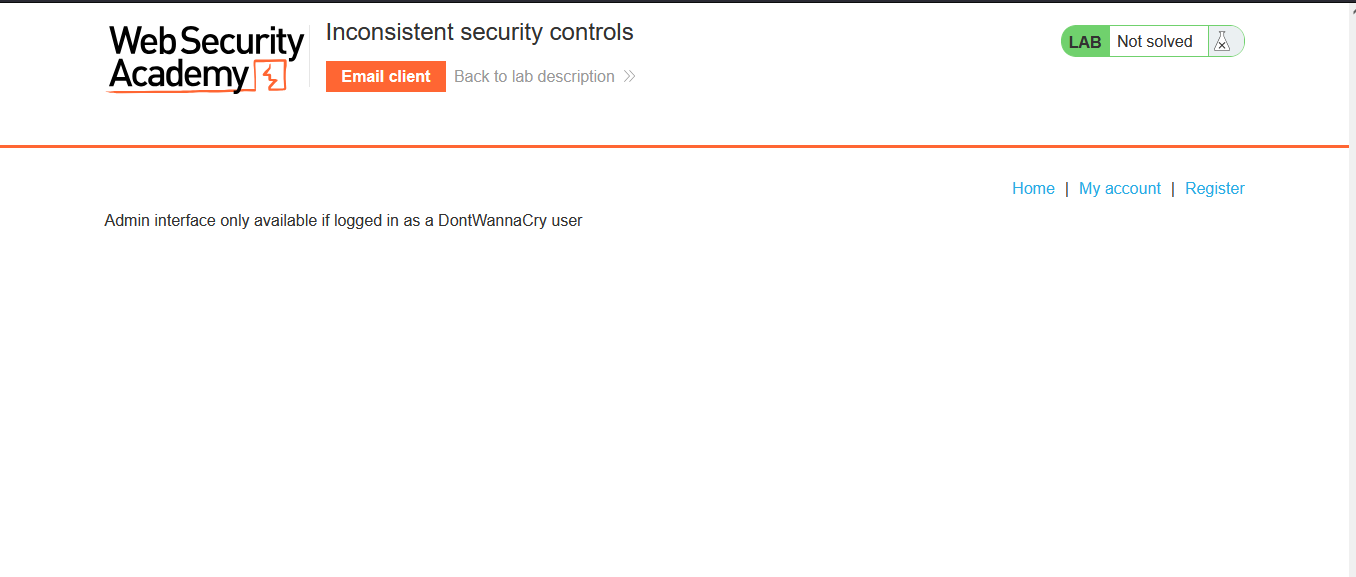 Web Security
Academy
Inconsistent security controls
Email client
Back to lab description
LAB
Not solved
Home | My account | Register
Admin interface only available if logged in as a DontWannaCry user